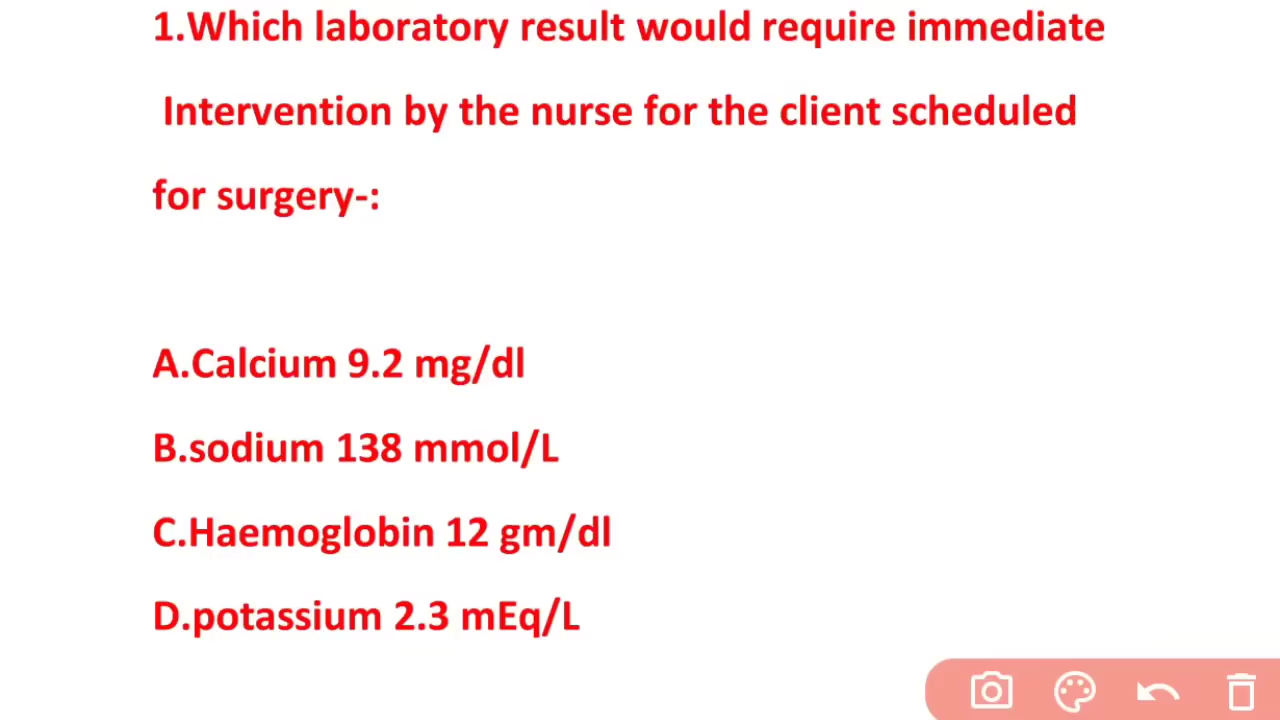 1.Which laboratory result would require immediate
Intervention by the nurse for the client scheduled
for surgery-:
A.Calcium 9.2 mg/dl
B.sodium 138 mmol/L
C.Haemoglobin 12 gm/dl
D.potassium 2.3 mEq/L